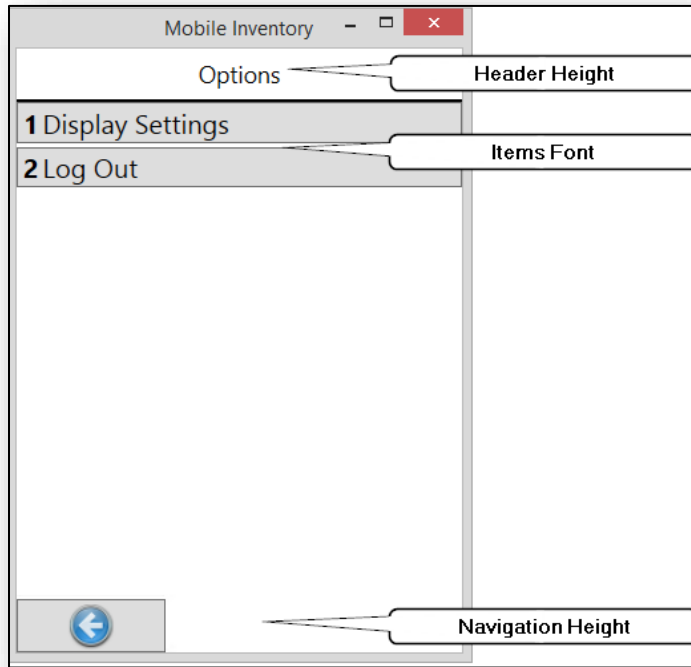 Mobile Inventory
Options
Header Height
1 Display Settings
Items Font
2 Log Out
Navigation Height